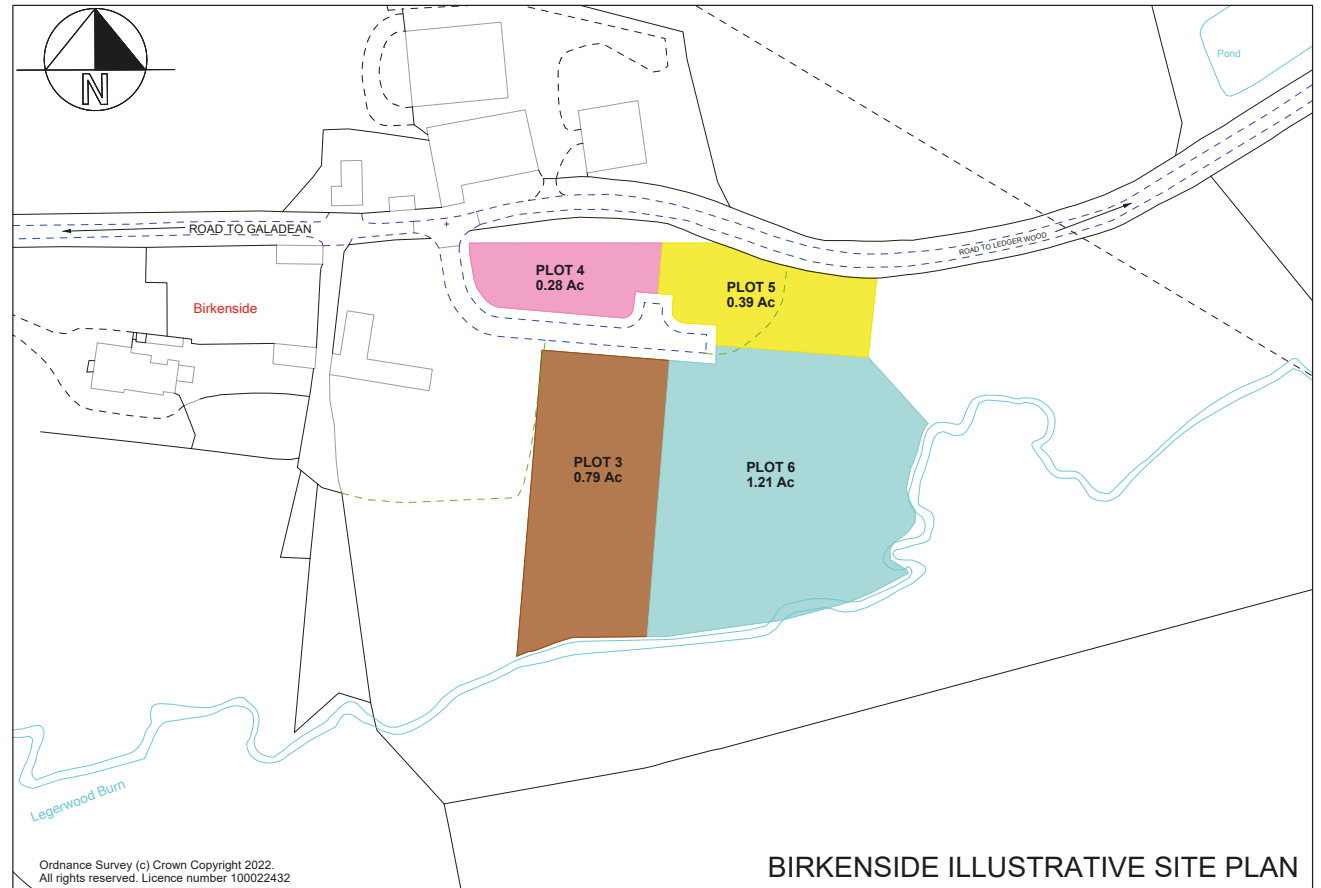 N
Pond
ROAD TO GALADEAN
ROAD TO LEDGER WOOD
PLOT 4
0.28 Ac
PLOT 5
0.39 Ac
Birkenside
PLOT 3
0.79 Ac
PLOT 6
1.21 Ac
Legerwood Burn
Ordnance Survey (c) Crown Copyright 2022.
All rights reserved. Licence number 100022432
BIRKENSIDE ILLUSTRATIVE SITE PLAN